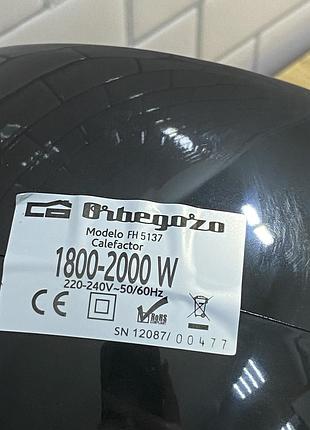 Orbegozo
Modelo FH 5137
Calefactor
1800-2000 W
220-240V~50/60Hz
CE
RoHS
SN 12087/ 00477